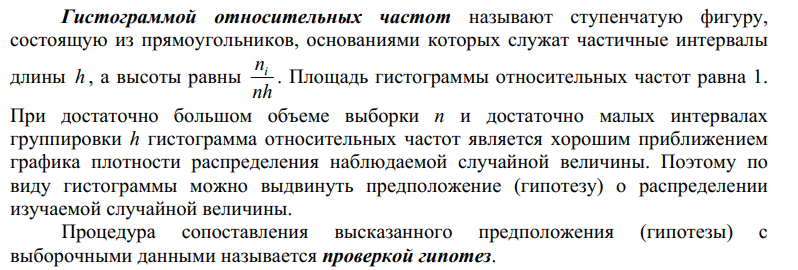 Гистограммой относительных частот называют ступенчатую фигуру,
состоящую из прямоугольников, основаниями которых служат частичные интервалы
длины h, а высоты равны n_i/nh. Площадь гистограммы относительных частот равна 1.
При достаточно большом объеме выборки n и достаточно малых интервалах
группировки h гистограмма относительных частот является хорошим приближением
графика плотности распределения наблюдаемой случайной величины. Поэтому по
виду гистограммы можно выдвинуть предположение (гипотезу) о распределении
изучаемой случайной величины.
Процедура сопоставления высказанного предположения (гипотезы) с
выборочными данными называется проверкой гипотез.